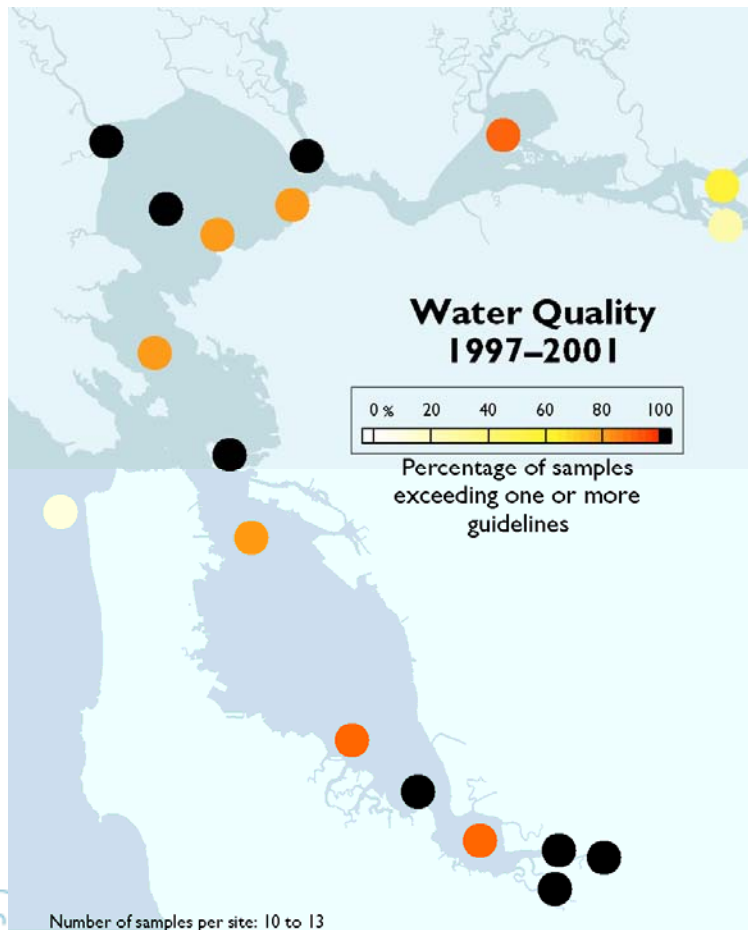 Water Quality
1997–2001
0 % 20 40 60 80 100
Percentage of samples
exceeding one or more
guidelines
Number of samples per site: 10 to 13